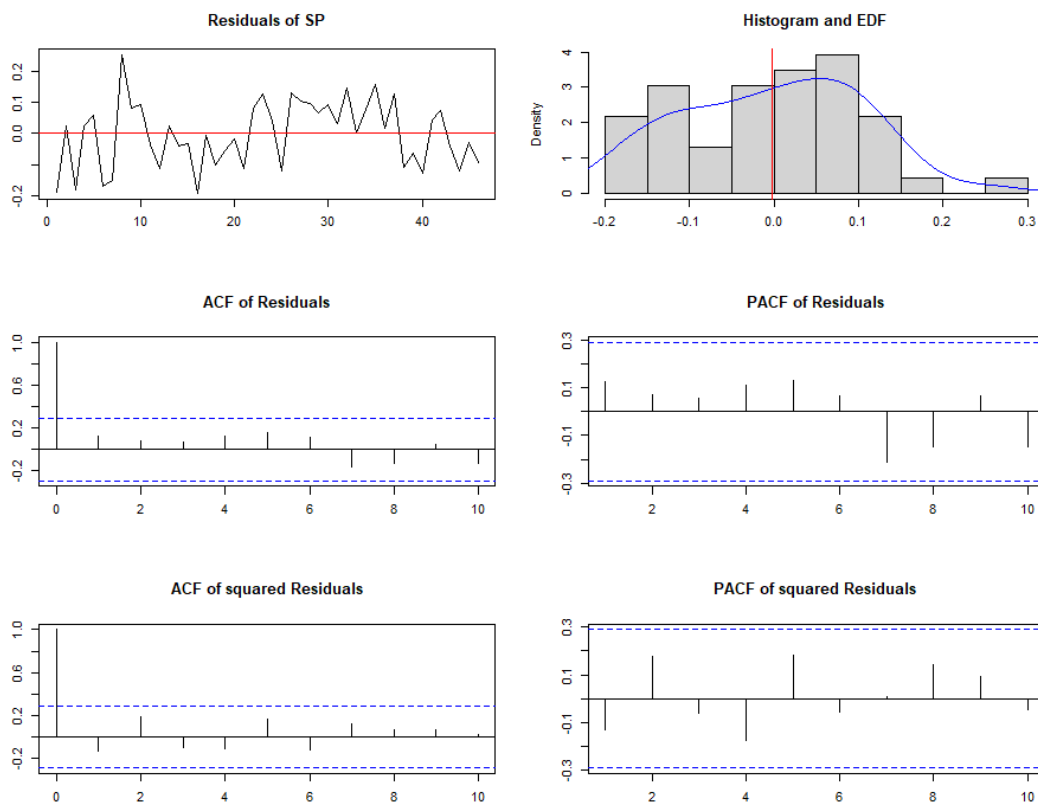 Residuals of SP
0.2
0.1
0.0
-0.2
0 10 20 30 40
Histogram and EDF
Density
4
3
2
1
0
-0.2 -0.1 0.0 0.1 0.2 0.3
ACF of Residuals
1.0
0.6
0.2
-0.2
0 2 4 6 8 10
PACF of Residuals
0.3
0.1
-0.1
-0.3
2 4 6 8 10
ACF of squared Residuals
1.0
0.6
0.2
-0.2
0 2 4 6 8 10
PACF of squared Residuals
0.3
0.1
-0.1
-0.3
2 4 6 8 10